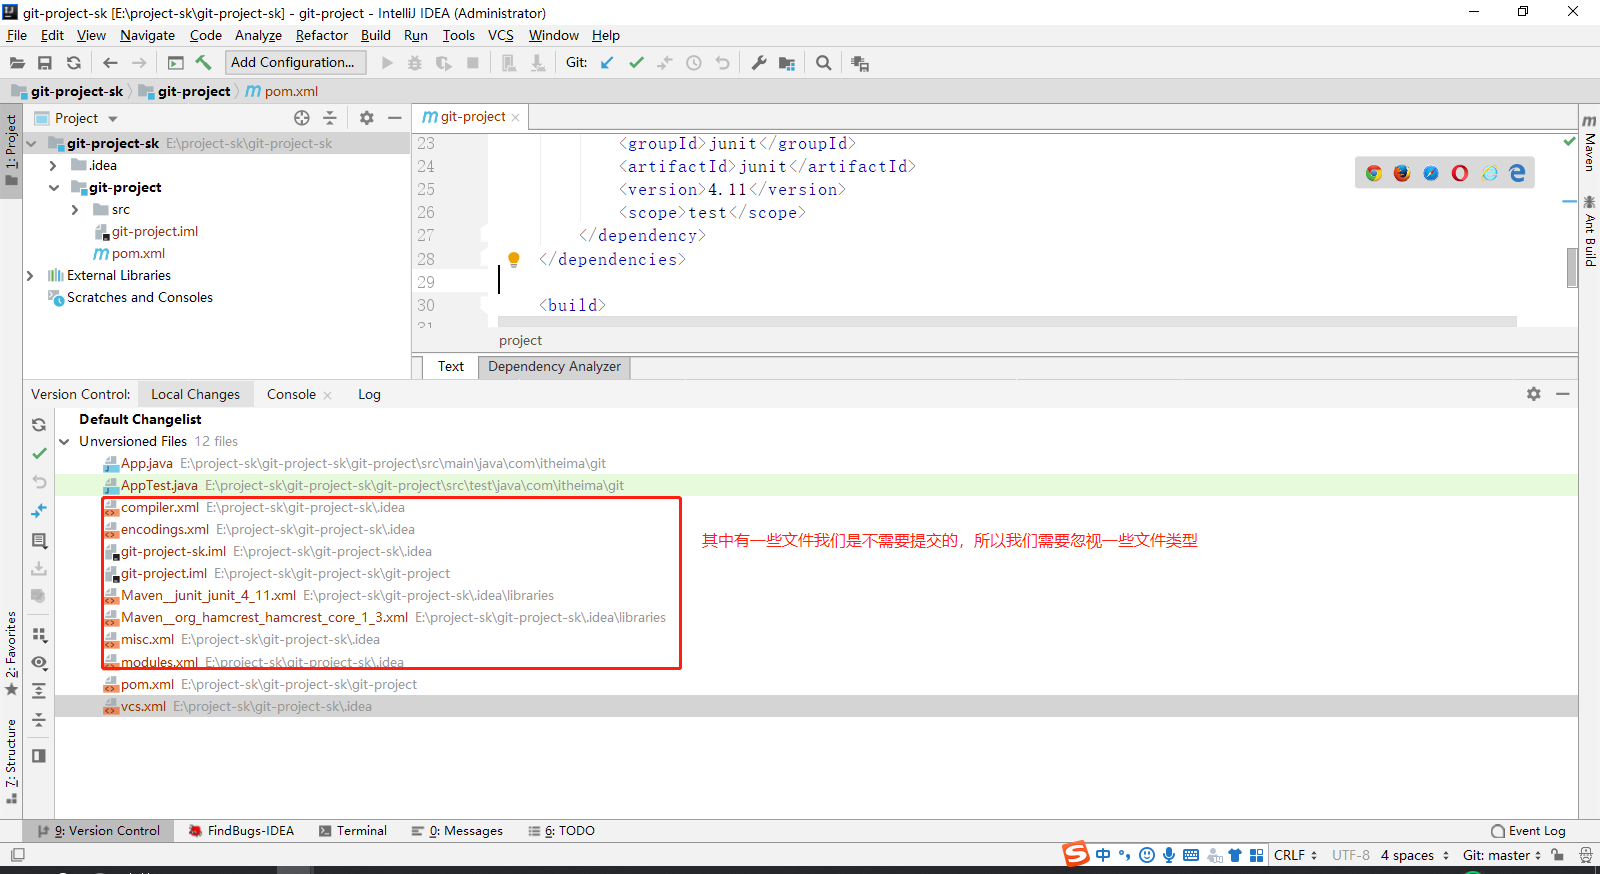 git-project-sk [E:\project-sk\git-project-sk] - git-project - IntelliJ IDEA (Administrator)
File Edit View Navigate Code Analyze Refactor Build Run Tools VCS Window Help
Add Configuration... Git:
git-project-sk git-project pom.xml
1: Project
Project
git-project-sk E:\project-sk\git-project-sk
.idea
git-project
src
git-project.iml
pom.xml
External Libraries
Scratches and Consoles
git-project
23 <groupId>junit</groupId>
24 <artifactId>junit</artifactId>
25 <version>4.11</version>
26 <scope>test</scope>
27 </dependency>
28 </dependencies>
29
30 <build>
31
project
Text Dependency Analyzer
Maven
Ant Build
Version Control: Local Changes Console Log
Default Changelist
Unversioned Files 12 files
App.java E:\project-sk\git-project-sk\git-project\src\main\java\com\itheima\git
AppTest.java E:\project-sk\git-project-sk\git-project\src\test\java\com\itheima\git
compiler.xml E:\project-sk\git-project-sk\.idea
encodings.xml E:\project-sk\git-project-sk\.idea
git-project-sk.iml E:\project-sk\git-project-sk\.idea
git-project.iml E:\project-sk\git-project-sk\git-project
Maven__junit_junit_4_11.xml E:\project-sk\git-project-sk\.idea\libraries
Maven__org_hamcrest_hamcrest_core_1_3.xml E:\project-sk\git-project-sk\.idea\libraries
misc.xml E:\project-sk\git-project-sk\.idea
modules.xml E:\project-sk\git-project-sk\.idea
pom.xml E:\project-sk\git-project-sk\git-project
vcs.xml E:\project-sk\git-project-sk\.idea
其中有一些文件我们是不需要提交的，所以我们需要忽视一些文件类型
2: Favorites
7: Structure
9: Version Control FindBugs-IDEA Terminal 0: Messages 6: TODO Event Log
中 CRLF UTF-8 4 spaces Git: master